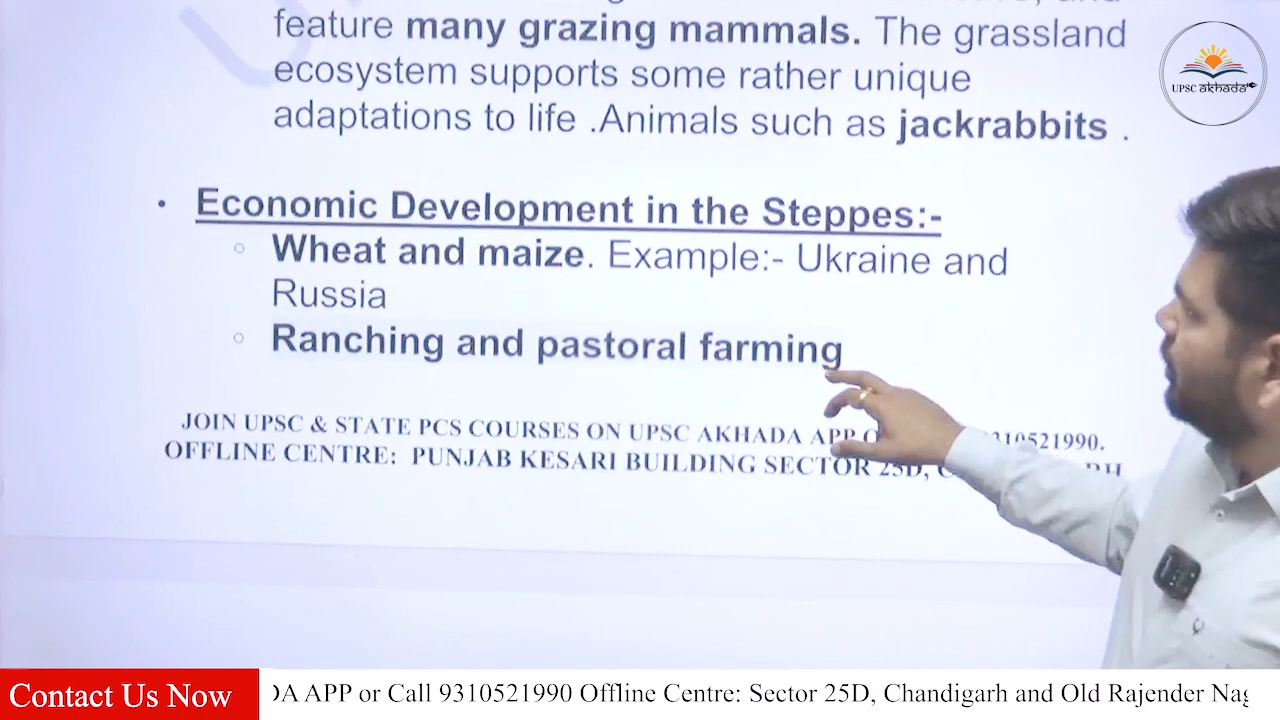 feature many grazing mammals. The grassland
ecosystem supports some rather unique
adaptations to life .Animals such as jackrabbits .
UPSC akhada
• Economic Development in the Steppes:-
○ Wheat and maize. Example:- Ukraine and
Russia
○ Ranching and pastoral farming
JOIN UPSC & STATE PCS COURSES ON UPSC AKHADA APP 9310521990.
OFFLINE CENTRE: PUNJAB KESARI BUILDING SECTOR 25D,
Contact Us Now
DA APP or Call 9310521990 Offline Centre: Sector 25D, Chandigarh and Old Rajender Nag